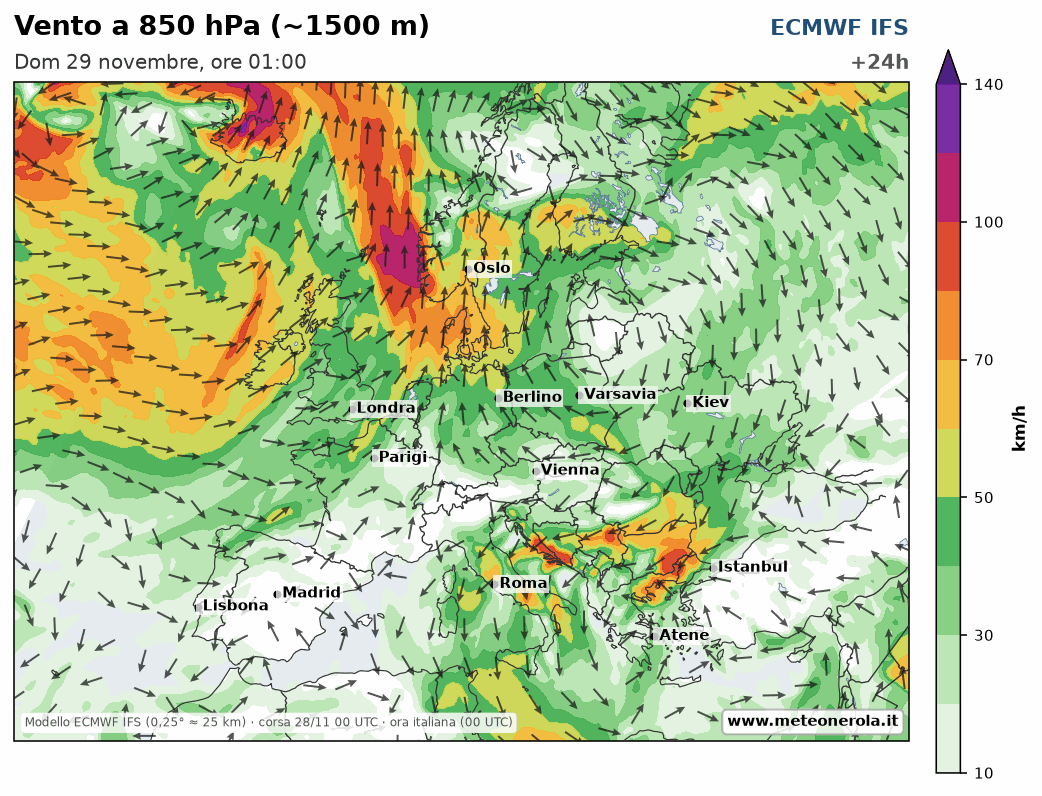 Vento a 850 hPa (~1500 m)
ECMWF IFS
Dom 29 novembre, ore 01:00
+24h
140
100
70
50
30
10
km/h
Oslo
Londra
Berlino
Varsavia
Kiev
Parigi
Vienna
Roma
Istanbul
Madrid
Lisbona
Atene
Modello ECMWF IFS (0,25° ≈ 25 km) · corsa 28/11 00 UTC · ora italiana (00 UTC)
www.meteonerola.it